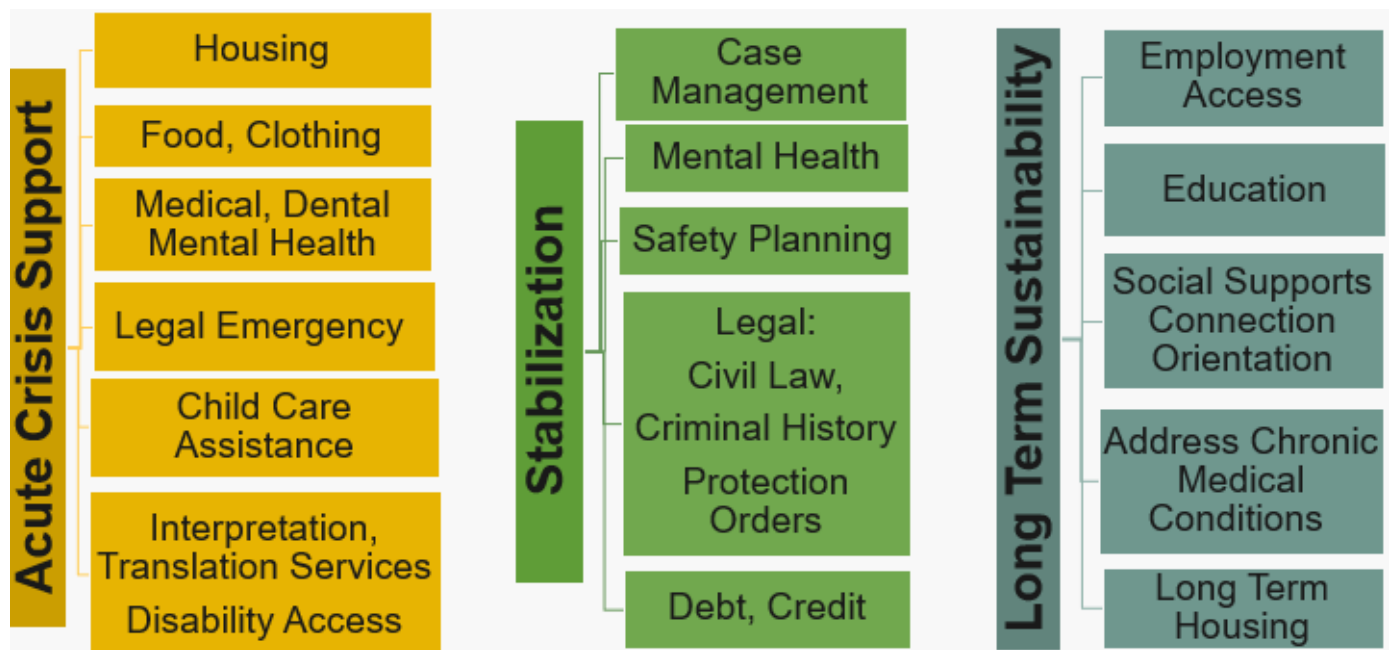 Acute Crisis Support
Housing
Food, Clothing
Medical, Dental
Mental Health
Legal Emergency
Child Care
Assistance
Interpretation,
Translation Services
Disability Access
Stabilization
Case
Management
Mental Health
Safety Planning
Legal:
Civil Law,
Criminal History
Protection
Orders
Debt, Credit
Long Term Sustainability
Employment
Access
Education
Social Supports
Connection
Orientation
Address Chronic
Medical
Conditions
Long Term
Housing